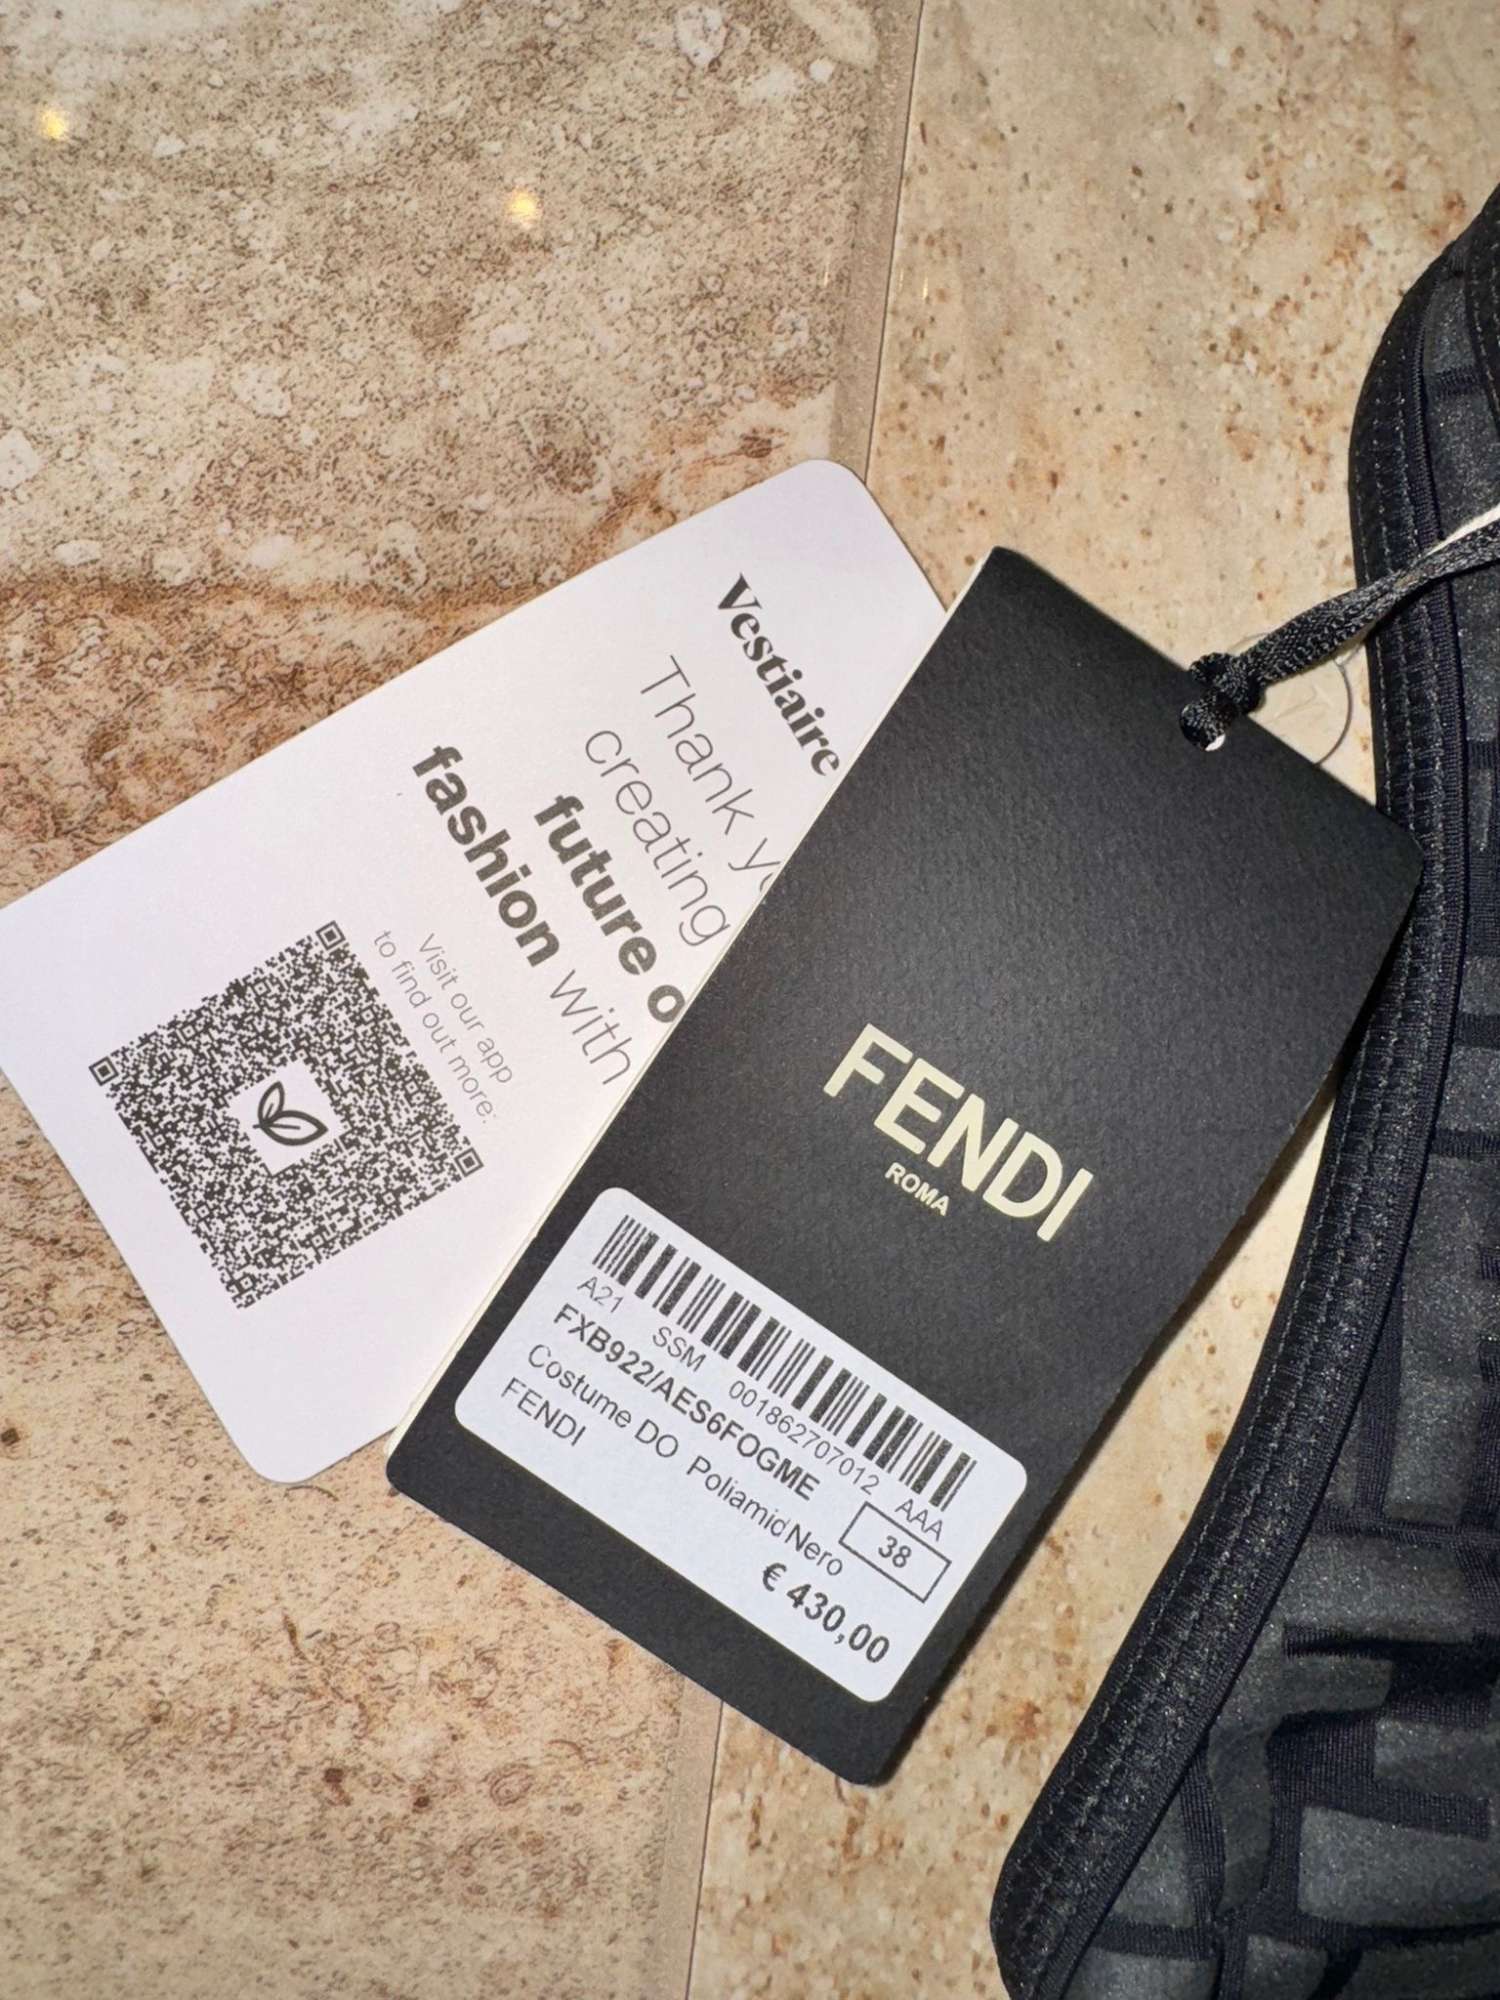 Vestiaire
Thank
creating
future
fashion with
Visit our app
to find out more:
FENDI
ROMA
A21 SSM 001862707012 AAA
FXB922/AES6FOGME
Costume DO Poliamid Nero 38
FENDI
€ 430,00